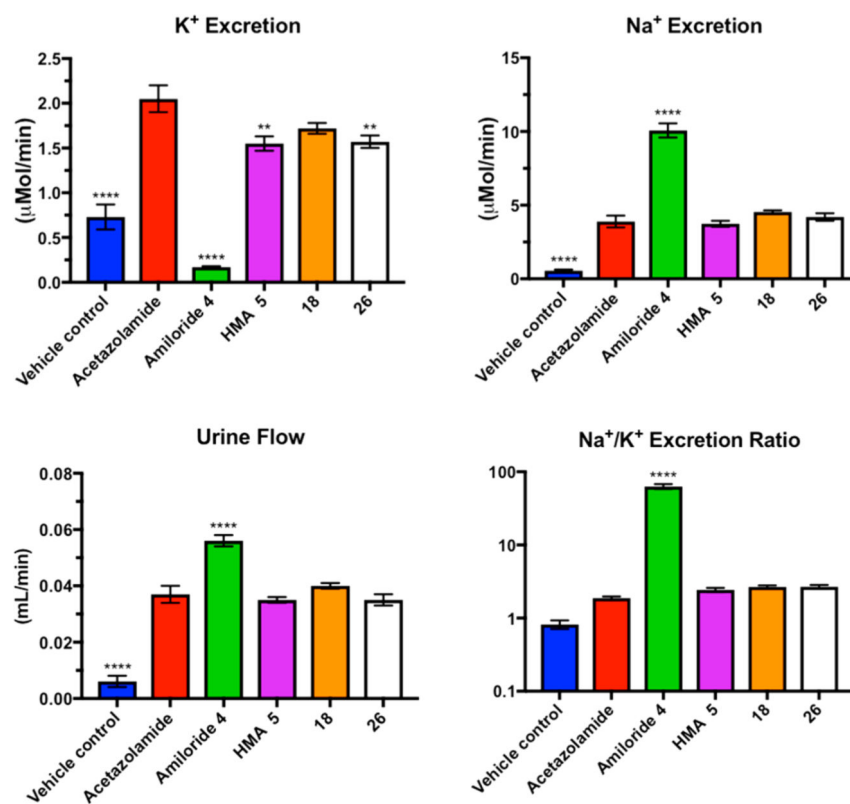 K⁺ Excretion
(μMol/min)
2.5
2.0
1.5
1.0
0.5
0.0
****
****
**
**
Vehicle control
Acetazolamide
Amiloride 4
HMA 5
18
26
Na⁺ Excretion
(μMol/min)
15
10
5
0
****
****
Vehicle control
Acetazolamide
Amiloride 4
HMA 5
18
26
Urine Flow
(mL/min)
0.08
0.06
0.04
0.02
0.00
****
****
Vehicle control
Acetazolamide
Amiloride 4
HMA 5
18
26
Na⁺/K⁺ Excretion Ratio
100
10
1
0.1
****
Vehicle control
Acetazolamide
Amiloride 4
HMA 5
18
26